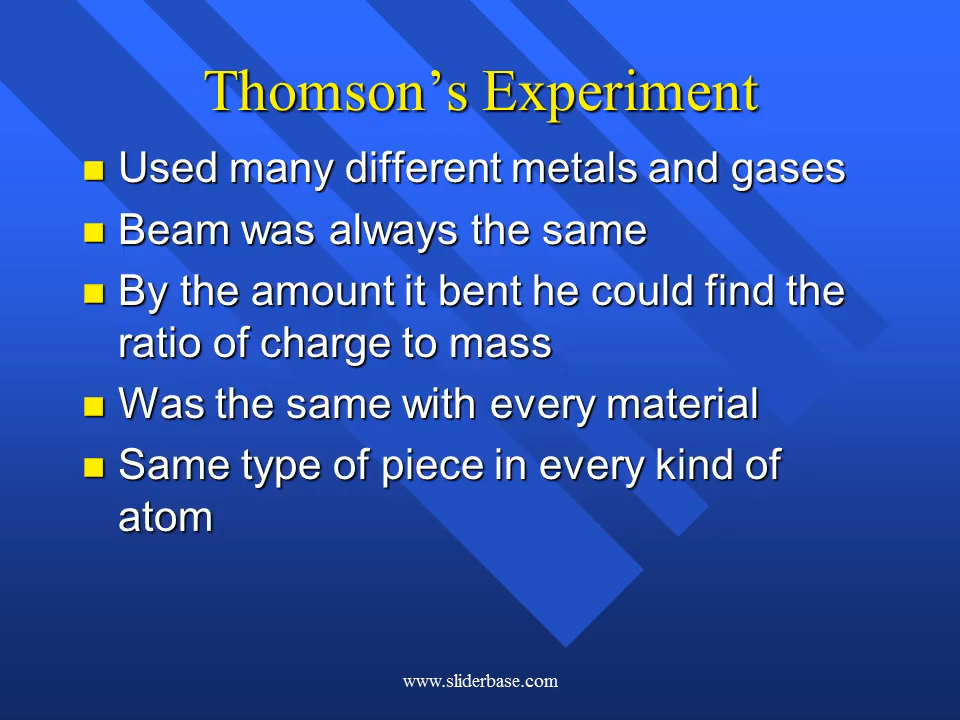 Thomson’s Experiment
Used many different metals and gases
Beam was always the same
By the amount it bent he could find the
ratio of charge to mass
Was the same with every material
Same type of piece in every kind of
atom
www.sliderbase.com